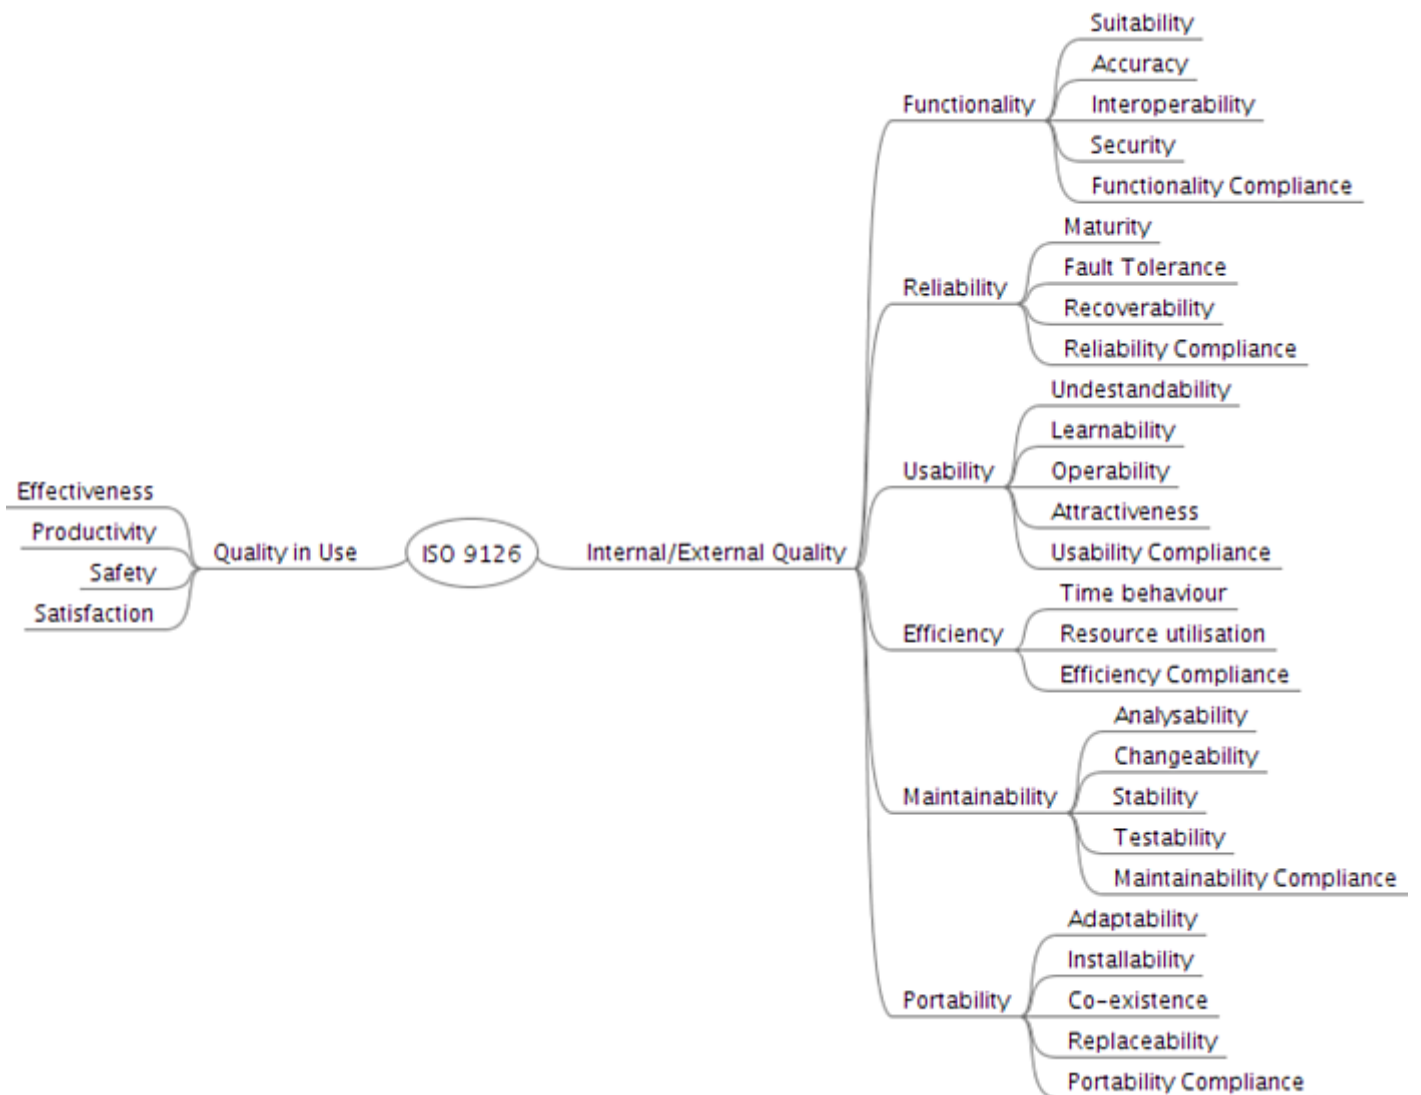 Suitability
Accuracy
Functionality
Interoperability
Security
Functionality Compliance
Maturity
Fault Tolerance
Reliability
Recoverability
Reliability Compliance
Undestandability
Learnability
Usability
Operability
Attractiveness
Usability Compliance
Effectiveness
Productivity
Safety
Satisfaction
Quality in Use
ISO 9126
Internal/External Quality
Time behaviour
Efficiency
Resource utilisation
Efficiency Compliance
Analysability
Changeability
Maintainability
Stability
Testability
Maintainability Compliance
Adaptability
Installability
Portability
Co-existence
Replaceability
Portability Compliance